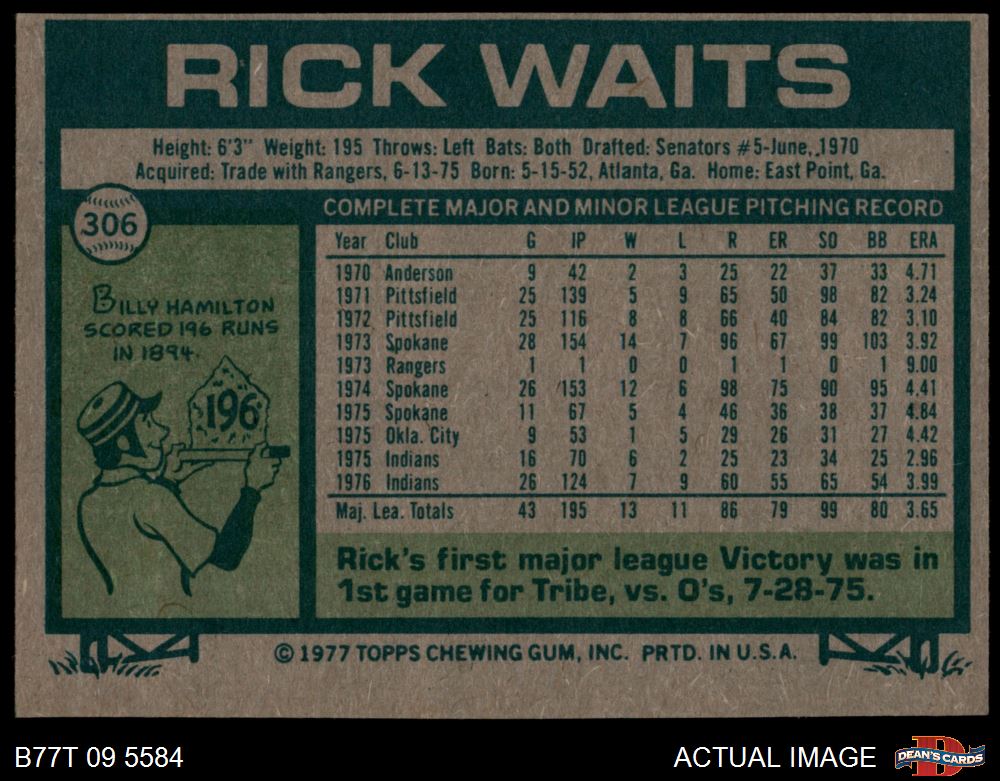 RICK WAITS
Height: 6'3" Weight: 195 Throws: Left Bats: Both Drafted: Senators #5-June, 1970
Acquired: Trade with Rangers, 6-13-75 Born: 5-15-52, Atlanta, Ga. Home: East Point, Ga.
306
BILLY HAMILTON
SCORED 196 RUNS
IN 1894.
196
COMPLETE MAJOR AND MINOR LEAGUE PITCHING RECORD
Year Club G IP W L R ER SO BB ERA
1970 Anderson 9 42 2 3 25 22 37 33 4.71
1971 Pittsfield 25 139 5 9 65 50 98 82 3.24
1972 Pittsfield 25 116 8 8 66 40 84 82 3.10
1973 Spokane 28 154 14 7 96 67 99 103 3.92
1973 Rangers 1 1 0 0 1 1 0 1 9.00
1974 Spokane 26 153 12 6 98 75 90 95 4.41
1975 Spokane 11 67 5 4 46 36 38 37 4.84
1975 Okla. City 9 53 1 5 29 26 31 27 4.42
1975 Indians 16 70 6 2 25 23 34 25 2.96
1976 Indians 26 124 7 9 60 55 65 54 3.99
Maj. Lea. Totals 43 195 13 11 86 79 99 80 3.65
Rick's first major league Victory was in
1st game for Tribe, vs. O's, 7-28-75.
© 1977 TOPPS CHEWING GUM, INC. PRTD. IN U.S.A.
B77T 09 5584
ACTUAL IMAGE
D
DEAN'S CARDS